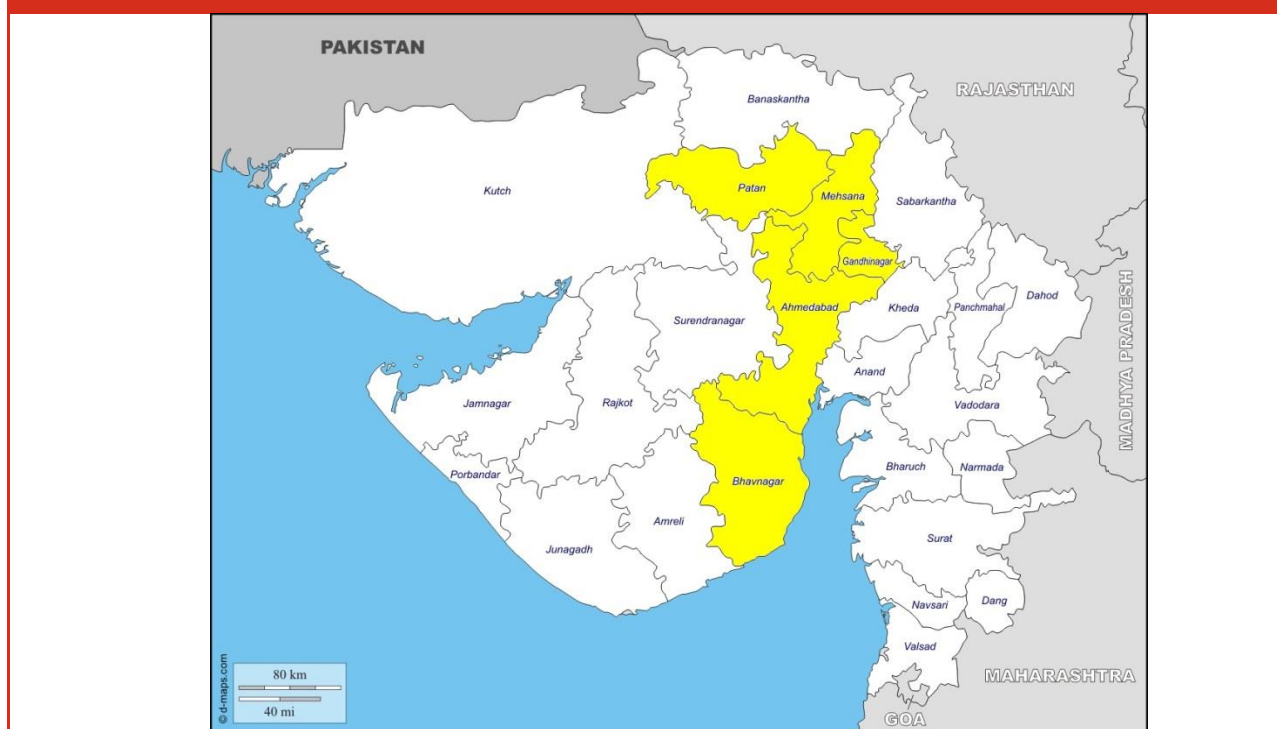 PAKISTAN
RAJASTHAN
Banaskantha
Kutch
Patan
Mehsana
Sabarkantha
Gandhinagar
Ahmedabad
Kheda
Panchmahal
Dahod
Surendranagar
MADHYA PRADESH
Anand
Jamnagar
Rajkot
Vadodara
Porbandar
Bhavnagar
Bharuch
Narmada
Amreli
Junagadh
Surat
Navsari
Dang
Valsad
MAHARASHTRA
GOA
80 km
40 mi
© d-maps.com